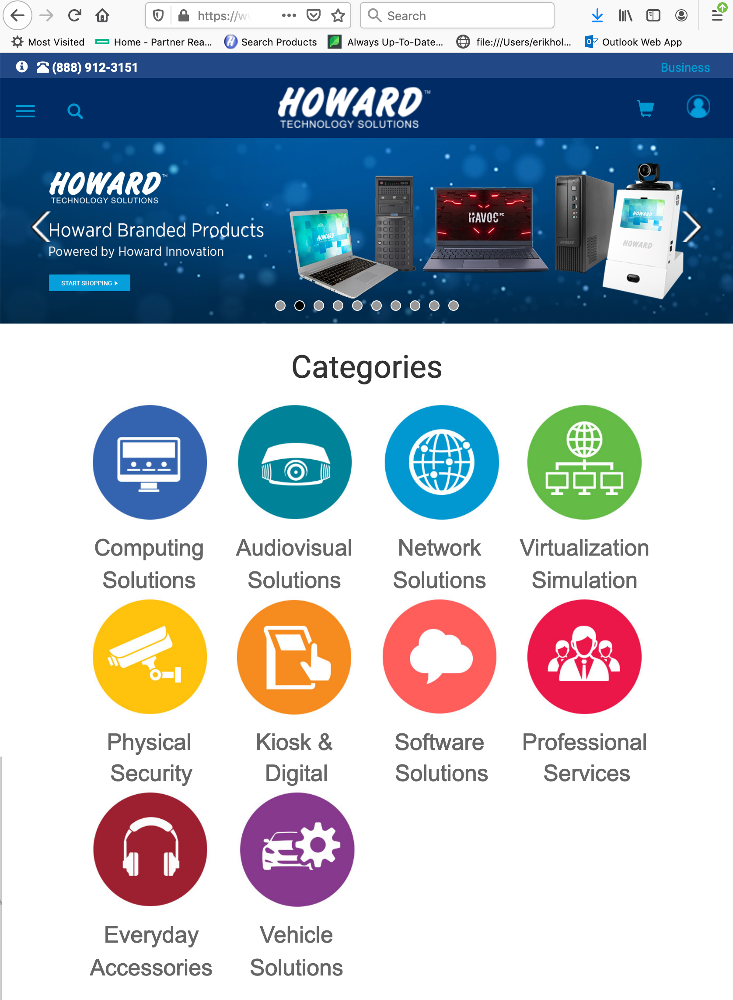 https://w
Search
Most Visited
Home - Partner Rea...
Search Products
Always Up-To-Date...
file:///Users/erikhol...
Outlook Web App
(888) 912-3151
Business
HOWARD™
TECHNOLOGY SOLUTIONS
HOWARD™
TECHNOLOGY SOLUTIONS
Howard Branded Products
Powered by Howard Innovation
START SHOPPING
HOWARD
HAVOC PC
HOWARD
HOWARD
HOWARD
Categories
Computing
Solutions
Audiovisual
Solutions
Network
Solutions
Virtualization
Simulation
Physical
Security
Kiosk &
Digital
Software
Solutions
Professional
Services
Everyday
Accessories
Vehicle
Solutions